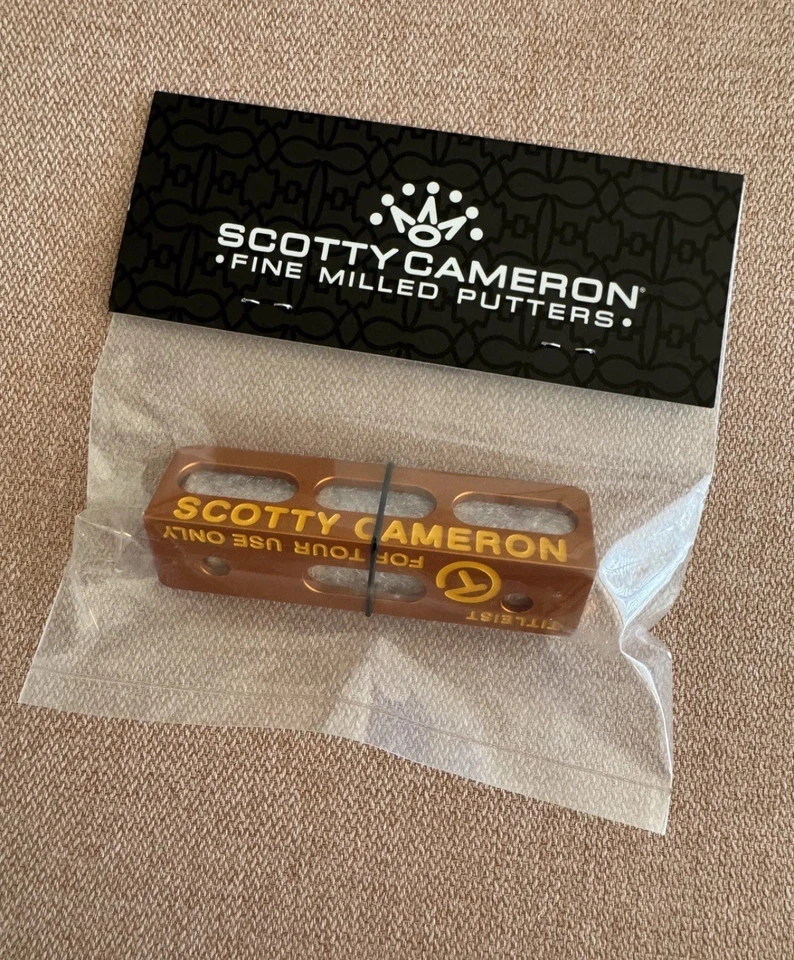 SCOTTY CAMERON®
•FINE MILLED PUTTERS•
SCOTTY CAMERON
FOR TOUR USE ONLY
TITLEIST